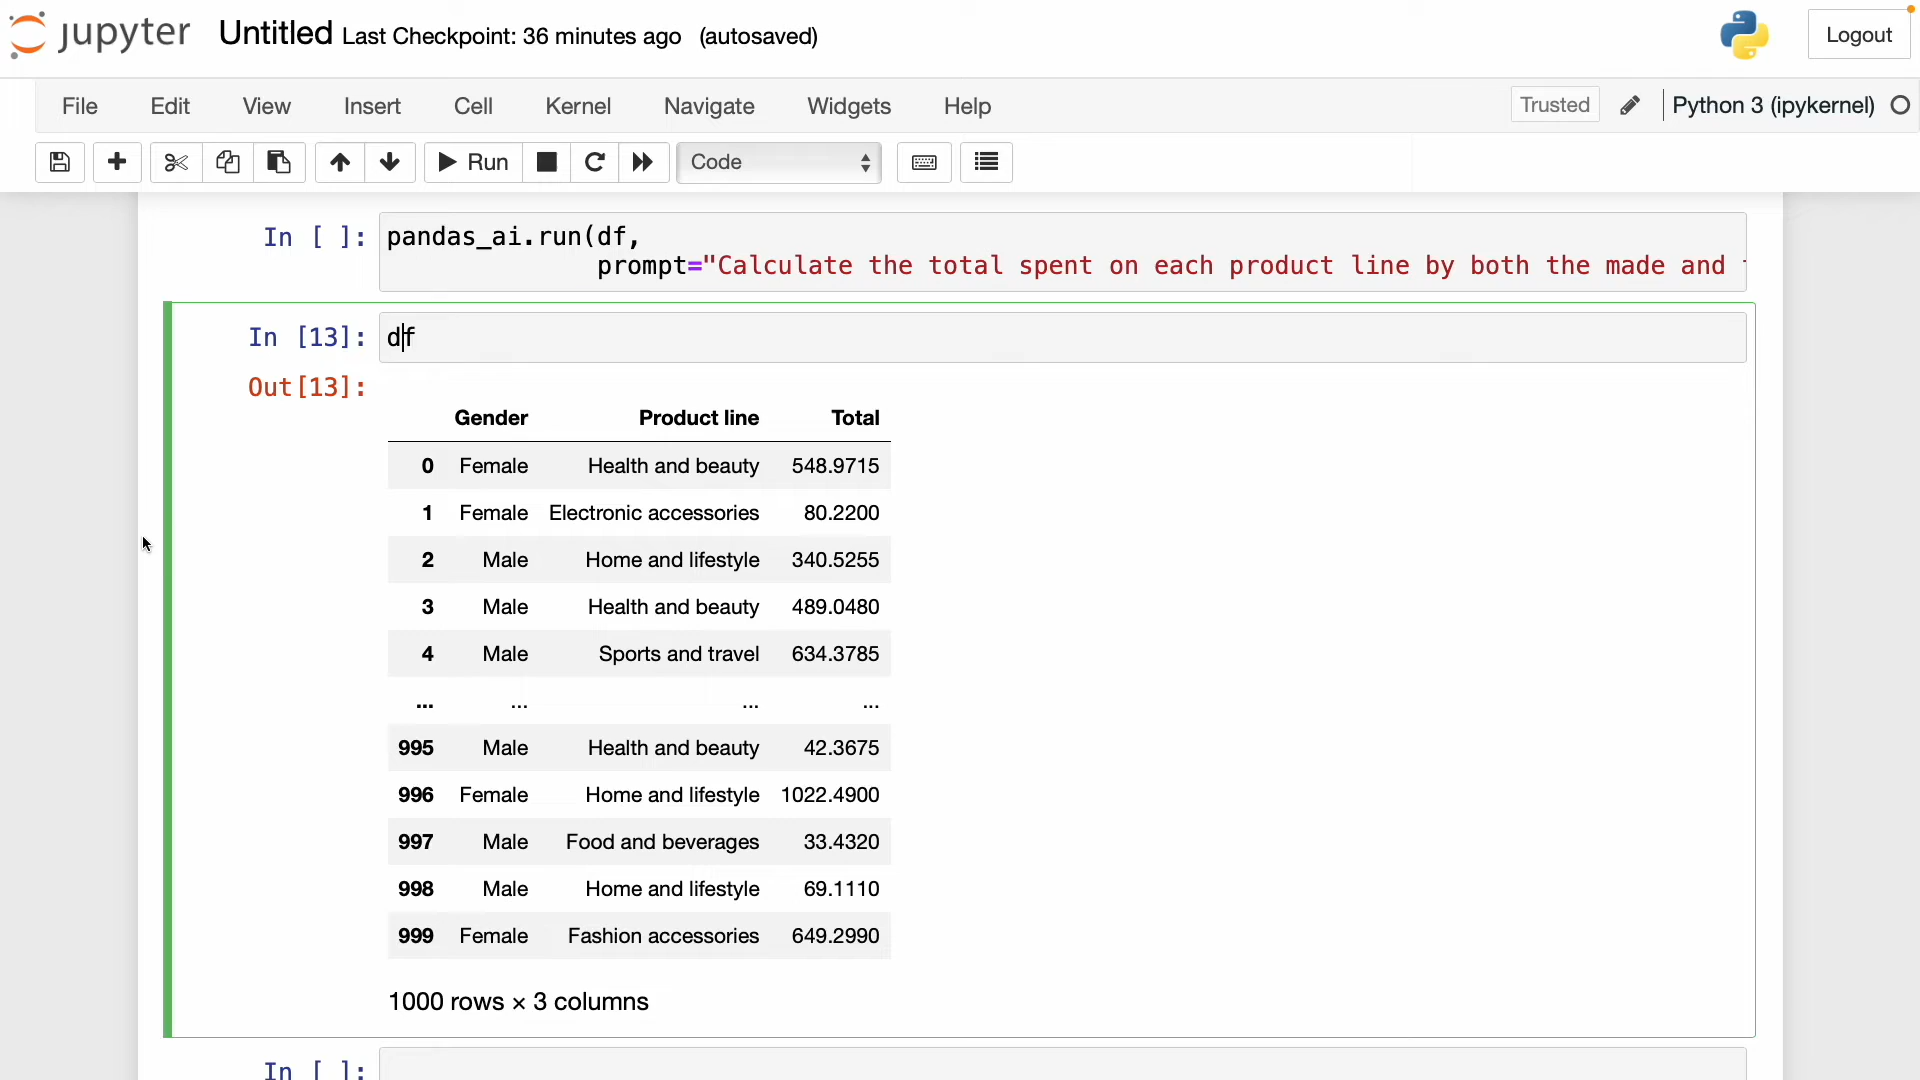 jupyter Untitled Last Checkpoint: 36 minutes ago (autosaved) Logout
File Edit View Insert Cell Kernel Navigate Widgets Help Trusted Python 3 (ipykernel)
Run Code
In [ ]: pandas_ai.run(df,
prompt="Calculate the total spent on each product line by both the made and
In [13]: df
Out[13]:
Gender Product line Total
0 Female Health and beauty 548.9715
1 Female Electronic accessories 80.2200
2 Male Home and lifestyle 340.5255
3 Male Health and beauty 489.0480
4 Male Sports and travel 634.3785
... ... ... ...
995 Male Health and beauty 42.3675
996 Female Home and lifestyle 1022.4900
997 Male Food and beverages 33.4320
998 Male Home and lifestyle 69.1110
999 Female Fashion accessories 649.2990
1000 rows × 3 columns
In [ ]: